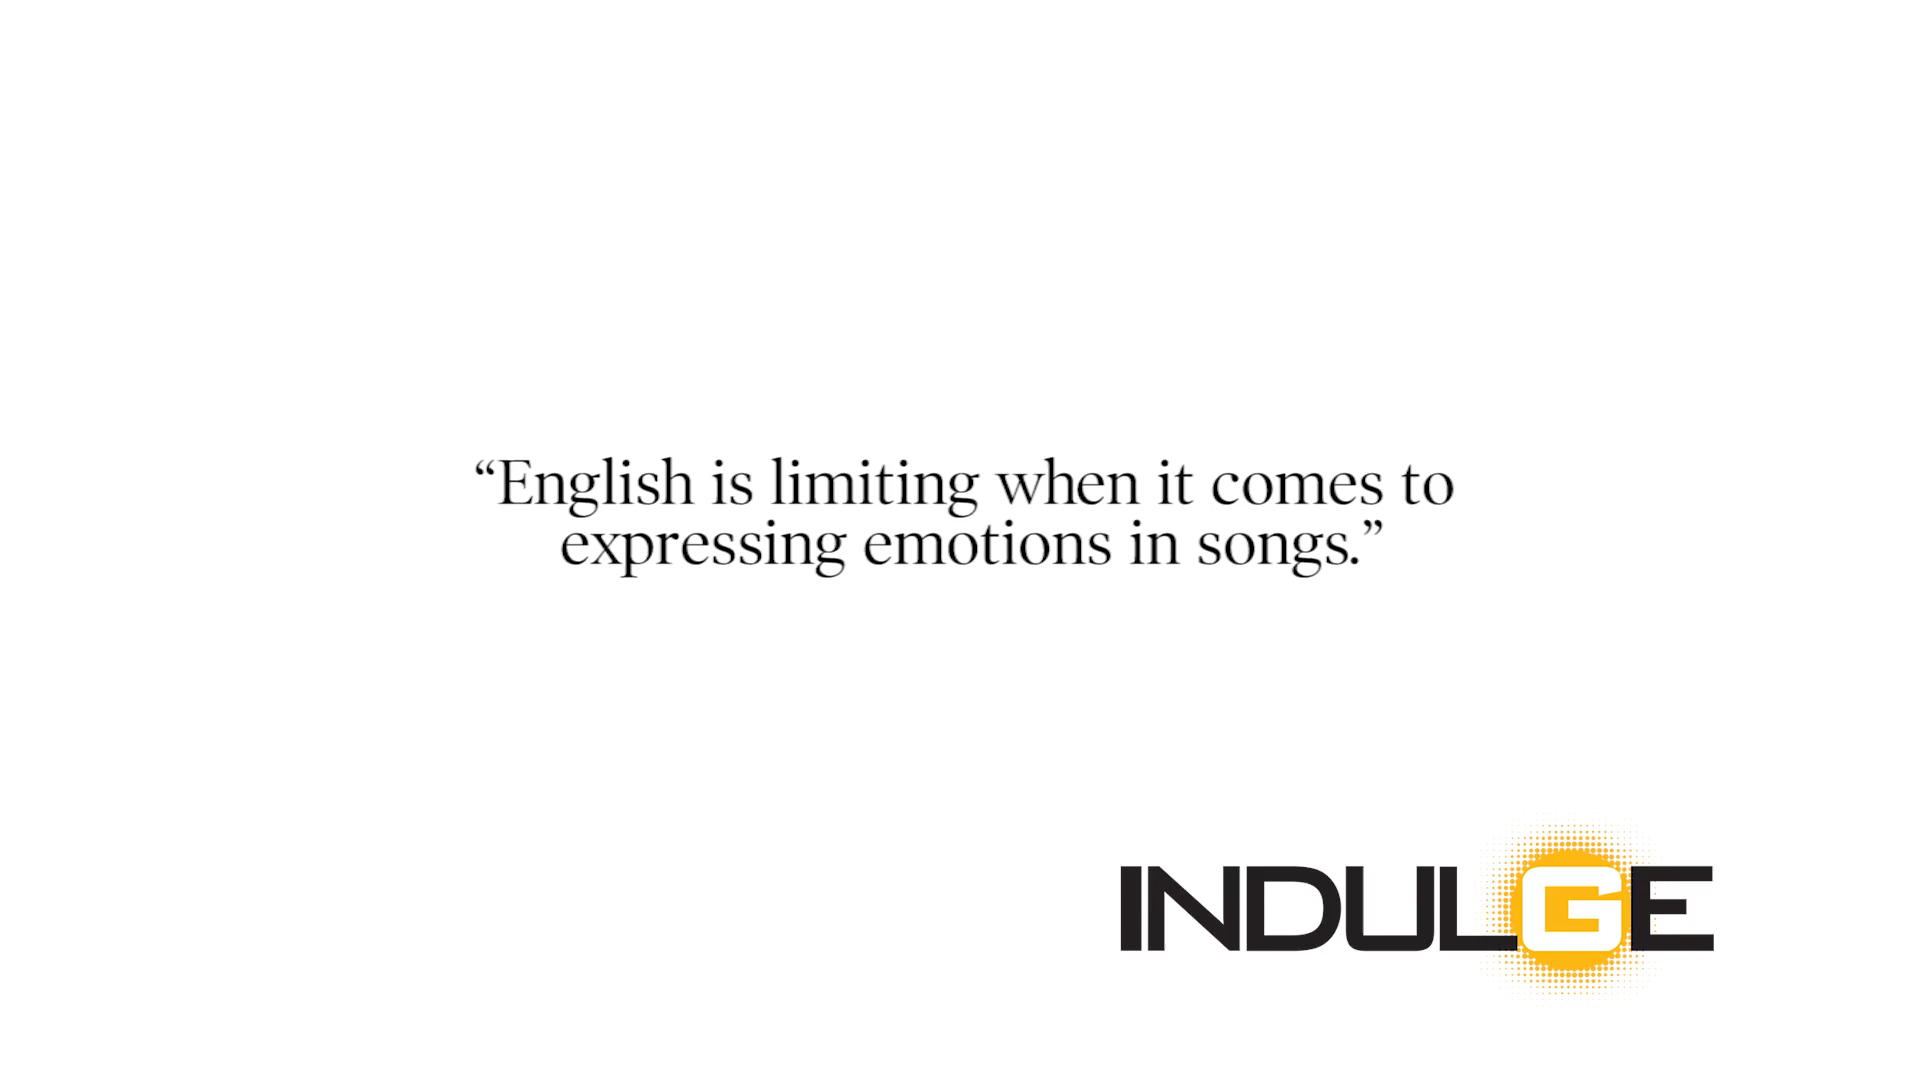 “English is limiting when it comes to
expressing emotions in songs.”
INDULGE